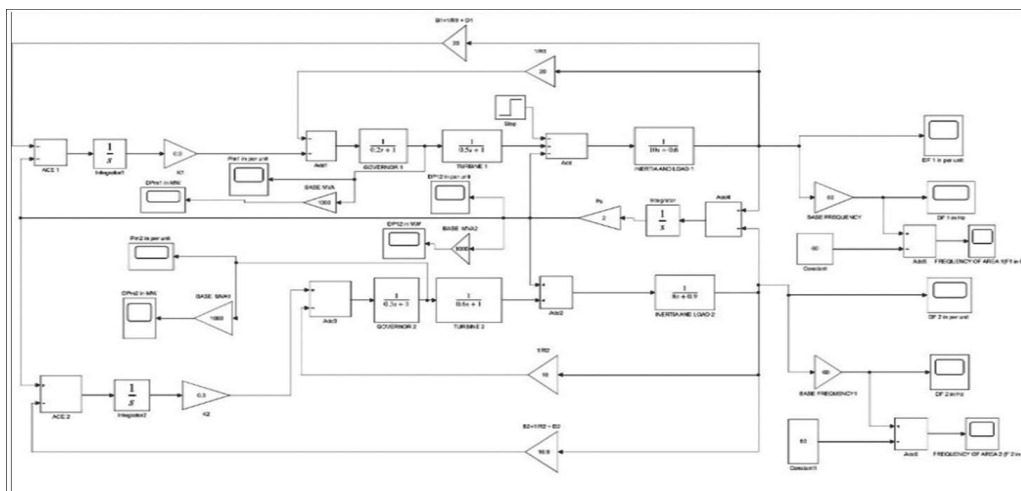 B1=1/R1 + D1
20
1/R1
20
Step
ACE 1
1
s
Integrator1
0.3
K1
Add1
1
0.2s + 1
GOVERNOR 1
1
0.5s + 1
TURBINE 1
Add
1
10s + 0.6
INERTIA AND LOAD 1
DF 1 in per unit
Pm1 in per unit
DPm1 in MW
BASE MVA
1000
DP12 in per unit
DP12 in MW
BASE MVA2
1000
Ps
2
Integrator
1
s
BASE FREQUENCY
DF 1 in Hz
60
Constant
FREQUENCY OF AREA 1(F1 in
Pm2 in per unit
DPm2 in MW
BASE MVA1
1000
Add3
1
0.3s + 1
GOVERNOR 2
1
0.6s + 1
TURBINE 2
Add2
1
8s + 0.9
INERTIA AND LOAD 2
DF 2 in per unit
1/R2
16
ACE 2
1
s
Integrator2
0.3
K2
60
BASE FREQUENCY1
DF 2 in Hz
B2=1/R2 + D2
16.9
60
Constant1
FREQUENCY OF AREA 2 (F 2 in